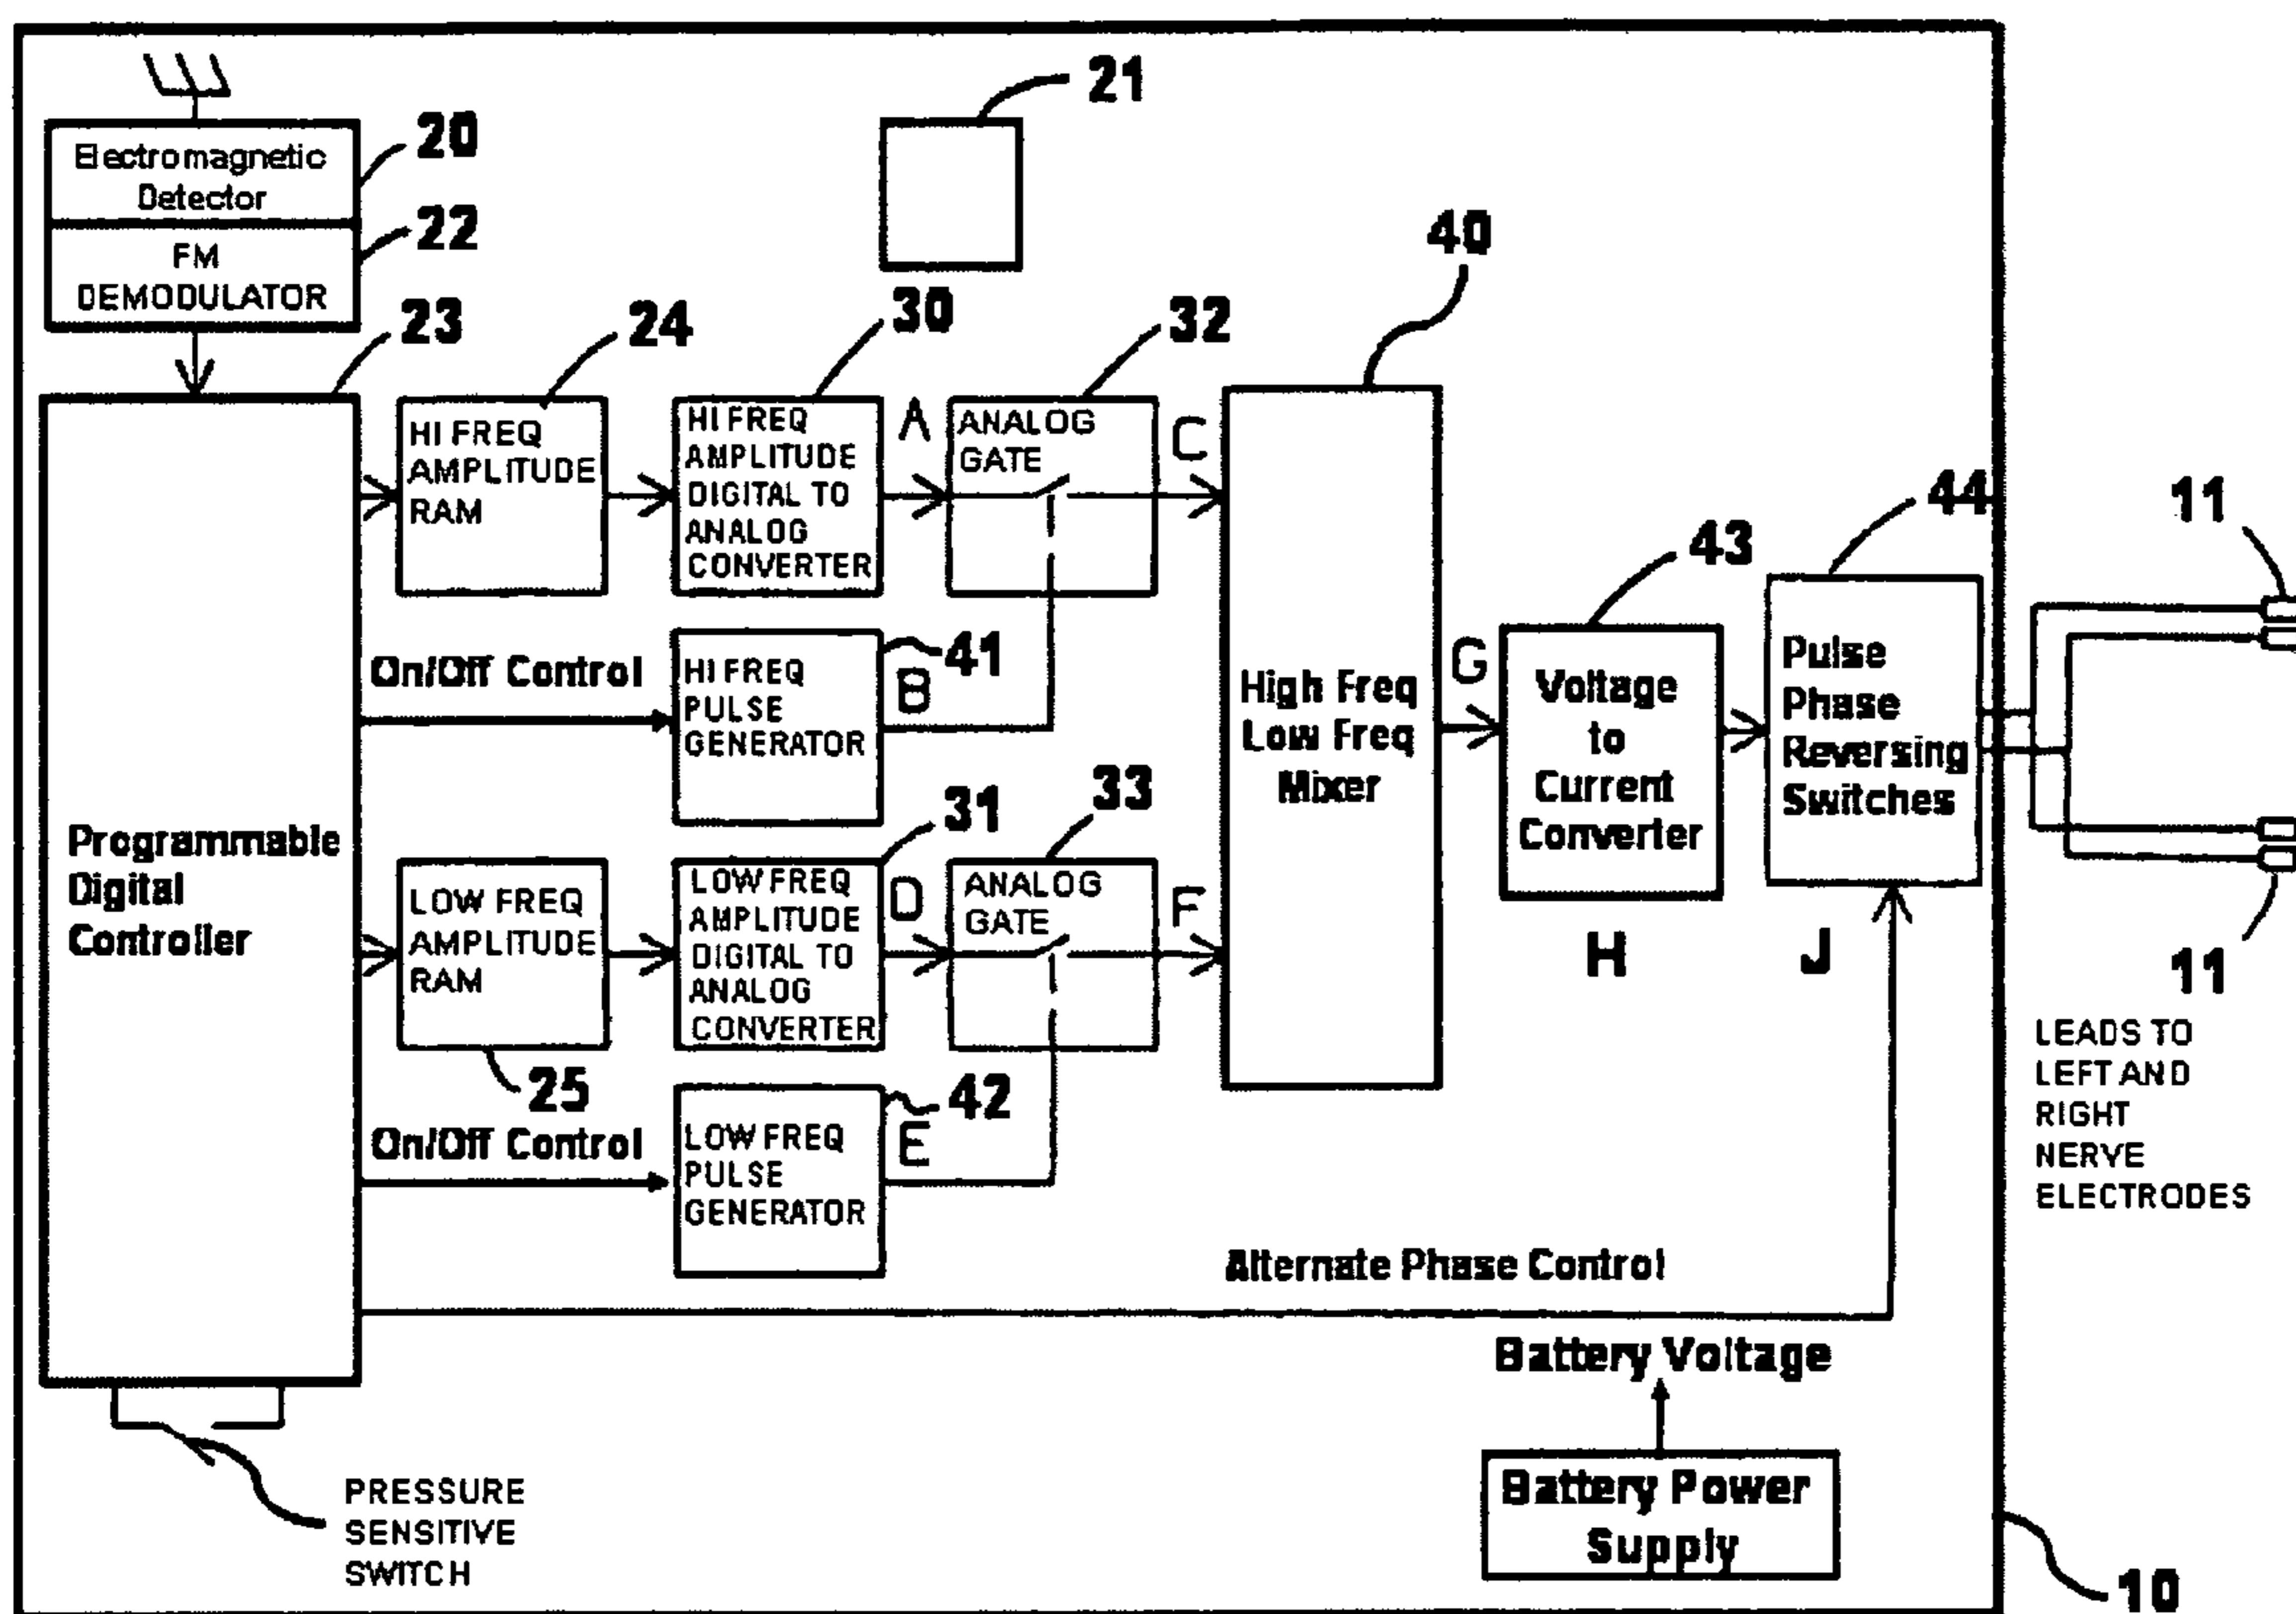 21
20
Electromagnetic
Detector
22
FM
DEMODULATOR
40
23
24
30
32
HI FREQ
AMPLITUDE
RAM
HI FREQ
AMPLITUDE
DIGITAL TO
ANALOG
CONVERTER
A
ANALOG
GATE
C
44
11
43
On/Off Control
HI FREQ
PULSE
GENERATOR
41
B
High Freq
Low Freq
Mixer
G
Voltage
to
Current
Converter
Pulse
Phase
Reversing
Switches
Programmable
Digital
Controller
31
33
LOW FREQ
AMPLITUDE
RAM
LOW FREQ
AMPLITUDE
DIGITAL TO
ANALOG
CONVERTER
D
ANALOG
GATE
F
H
J
11
LEADS TO
LEFT AND
RIGHT
NERVE
ELECTRODES
25
On/Off Control
42
LOW FREQ
PULSE
GENERATOR
E
Alternate Phase Control
Battery Voltage
PRESSURE
SENSITIVE
SWITCH
Battery Power
Supply
10